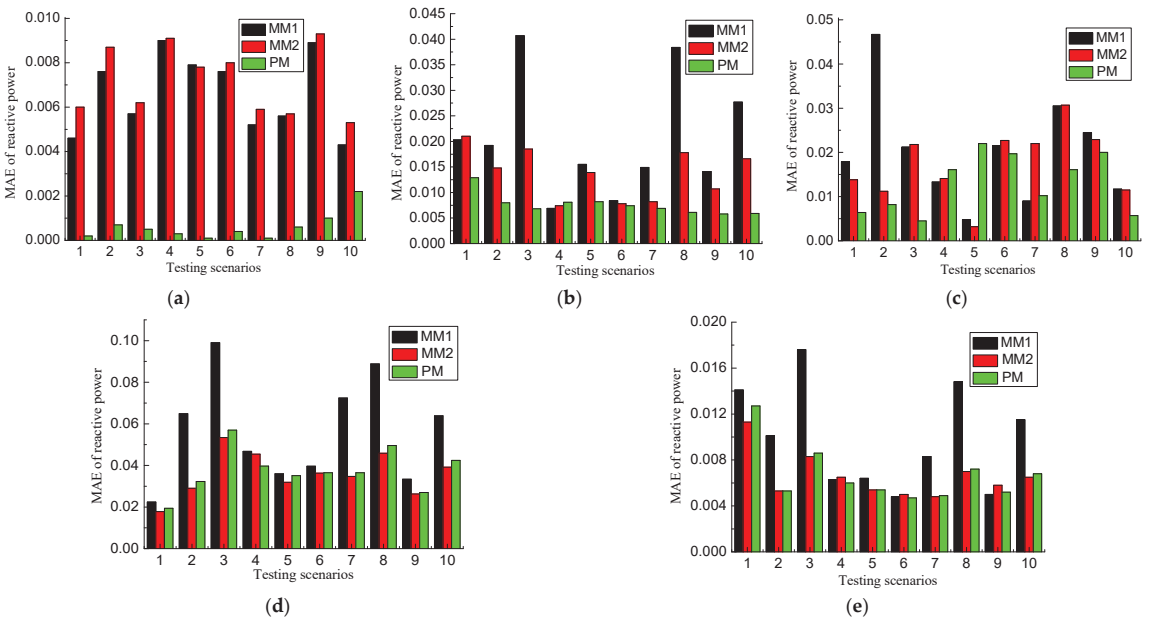 MAE of reactive power
0.010
0.008
0.006
0.004
0.002
0.000
MM1
MM2
PM
1 2 3 4 5 6 7 8 9 10
Testing scenarios
(a)
MAE of reactive power
0.045
0.040
0.035
0.030
0.025
0.020
0.015
0.010
0.005
0.000
MM1
MM2
PM
1 2 3 4 5 6 7 8 9 10
Testing scenarios
(b)
MAE of reactive power
0.05
0.04
0.03
0.02
0.01
0.00
MM1
MM2
PM
1 2 3 4 5 6 7 8 9 10
Testing scenarios
(c)
MAE of reactive power
0.10
0.08
0.06
0.04
0.02
0.00
MM1
MM2
PM
1 2 3 4 5 6 7 8 9 10
Testing scenarios
(d)
MAE of reactive power
0.020
0.016
0.012
0.008
0.004
0.000
MM1
MM2
PM
1 2 3 4 5 6 7 8 9 10
Testing scenarios
(e)